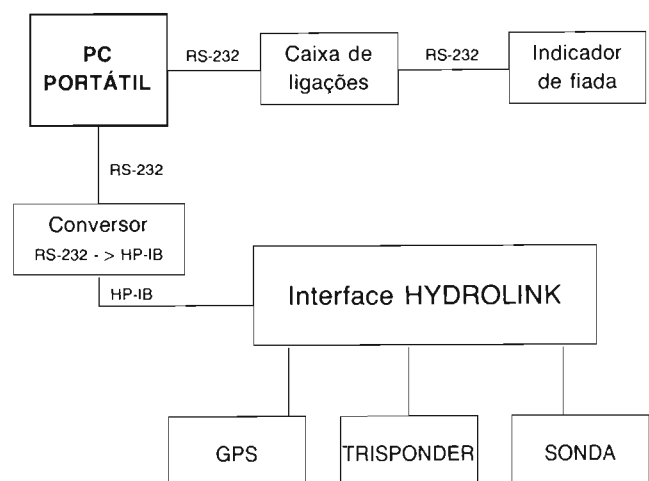 PC
PORTÁTIL
RS-232
Caixa de
ligações
RS-232
Indicador
de fiada
RS-232
Conversor
RS-232 - > HP-IB
HP-IB
Interface HYDROLINK
GPS
TRISPONDER
SONDA